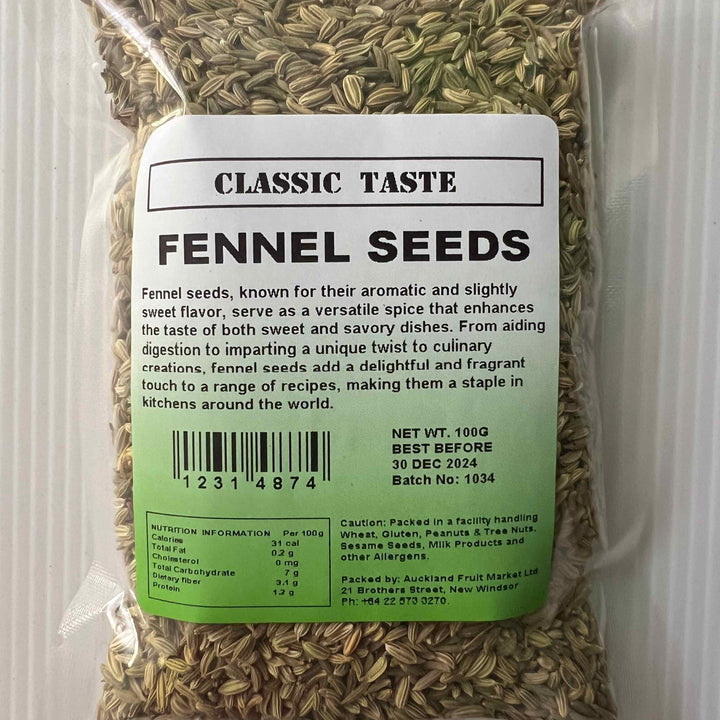 CLASSIC TASTE
FENNEL SEEDS
Fennel seeds, known for their aromatic and slightly
sweet flavor, serve as a versatile spice that enhances
the taste of both sweet and savory dishes. From aiding
digestion to imparting a unique twist to culinary
creations, fennel seeds add a delightful and fragrant
touch to a range of recipes, making them a staple in
kitchens around the world.
1231 4874
NET WT. 100G
BEST BEFORE
30 DEC 2024
Batch No: 1034
NUTRITION INFORMATION Per 100g
Calories 31 cal
Total Fat 0.2 g
Cholesterol 0 mg
Total Carbohydrate 7 g
Dietary fiber 3.1 g
Protein 1.2 g
Caution: Packed in a facility handling
Wheat, Gluten, Peanuts & Tree Nuts,
Sesame Seeds, Milk Products and
other Allergens.
Packed by: Auckland Fruit Market Ltd
21 Brothers Street, New Windsor
Ph: +64 22 573 3270.